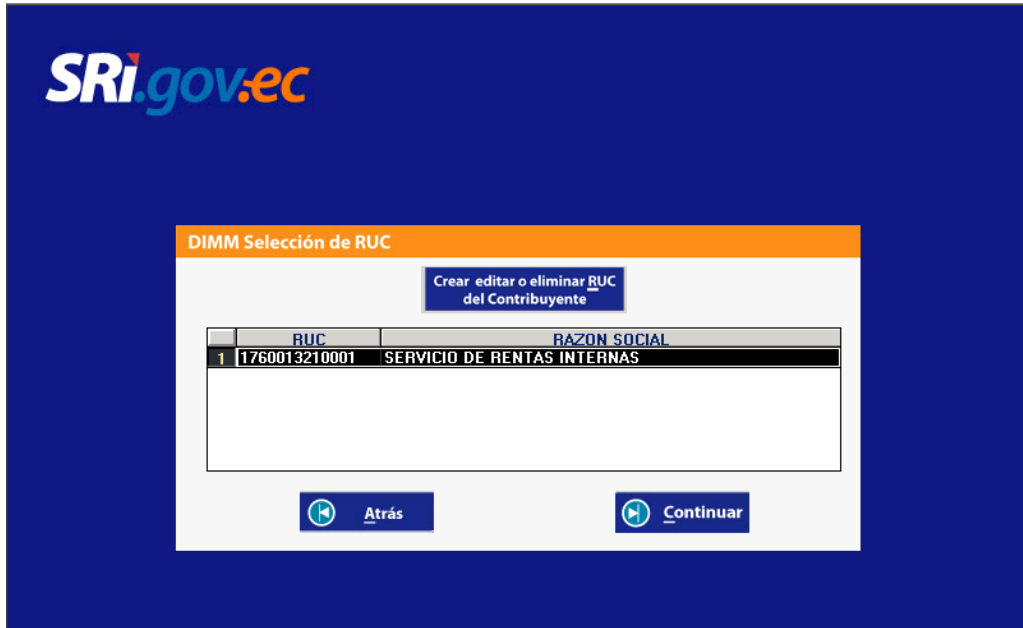 SRi.gov.ec
DIMM Selección de RUC
Crear editar o eliminar RUC
del Contribuyente
RUC RAZON SOCIAL
1 1760013210001 SERVICIO DE RENTAS INTERNAS
Atrás Continuar